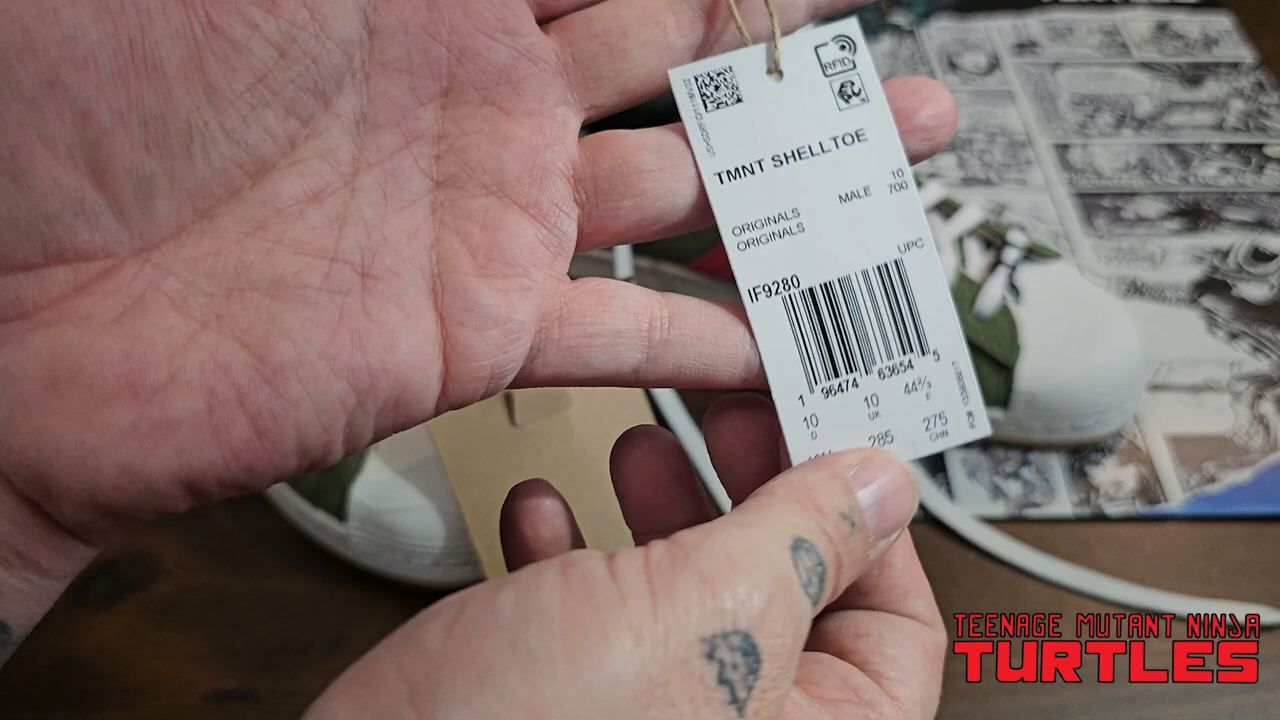 RFID
TMNT SHELLTOE
MALE
10
700
ORIGINALS
ORIGINALS
UPC
IF9280
1 96474 63654 5
10
D
10
UK
44⅔
F
285
275
CHN
TEENAGE MUTANT NINJA
TURTLES